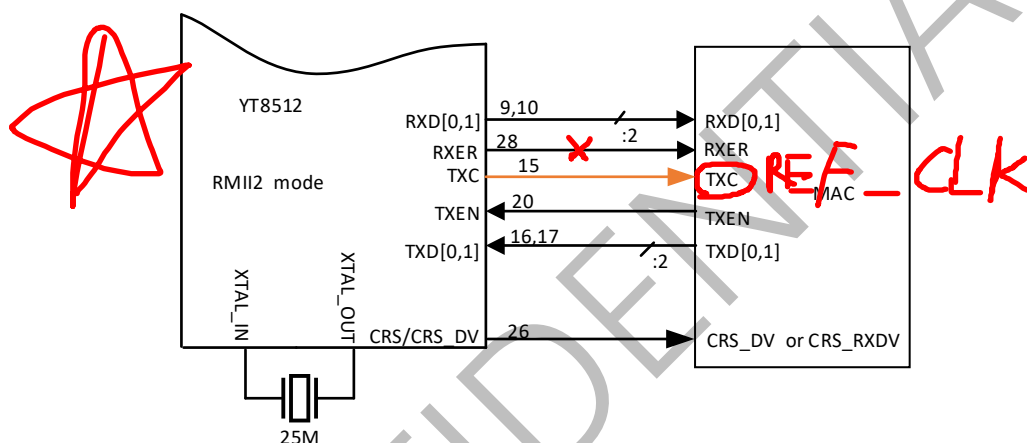 YT8512
RMII2 mode
XTAL_IN
XTAL_OUT
25M
RXD[0,1]
RXER
TXC
TXEN
TXD[0,1]
CRS/CRS_DV
9,10
:2
28
15
20
16,17
:2
26
RXD[0,1]
RXER
TXC
REF_CLK
MAC
TXEN
TXD[0,1]
CRS_DV or CRS_RXDV